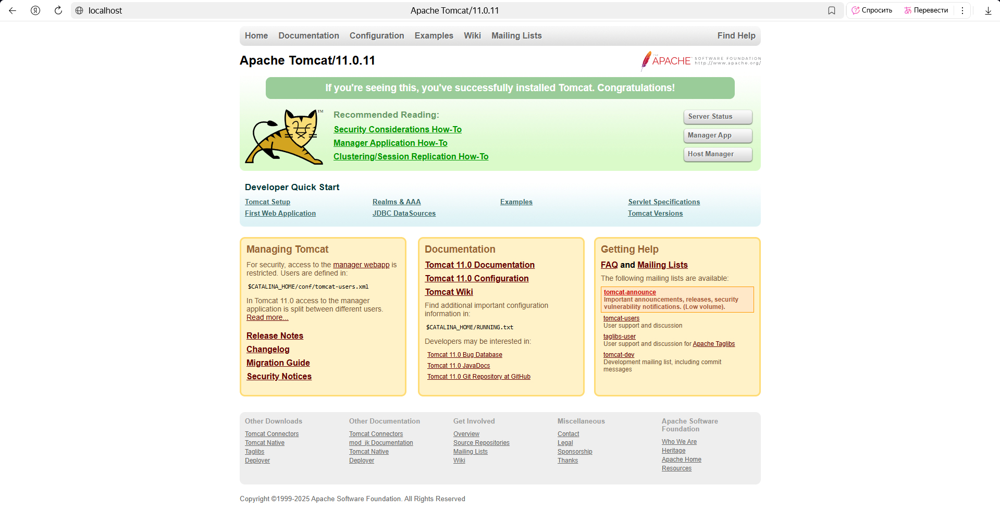 localhost
Apache Tomcat/11.0.11
Спросить
Перевести
Home Documentation Configuration Examples Wiki Mailing Lists Find Help
Apache Tomcat/11.0.11
THE
APACHE SOFTWARE FOUNDATION
http://www.apache.org/
If you're seeing this, you've successfully installed Tomcat. Congratulations!
TM
Recommended Reading:
Security Considerations How-To
Manager Application How-To
Clustering/Session Replication How-To
Server Status
Manager App
Host Manager
Developer Quick Start
Tomcat Setup
First Web Application
Realms & AAA
JDBC DataSources
Examples
Servlet Specifications
Tomcat Versions
Managing Tomcat
For security, access to the manager webapp is
restricted. Users are defined in:
$CATALINA_HOME/conf/tomcat-users.xml
In Tomcat 11.0 access to the manager
application is split between different users.
Read more...
Release Notes
Changelog
Migration Guide
Security Notices
Documentation
Tomcat 11.0 Documentation
Tomcat 11.0 Configuration
Tomcat Wiki
Find additional important configuration
information in:
$CATALINA_HOME/RUNNING.txt
Developers may be interested in:
Tomcat 11.0 Bug Database
Tomcat 11.0 JavaDocs
Tomcat 11.0 Git Repository at GitHub
Getting Help
FAQ and Mailing Lists
The following mailing lists are available:
tomcat-announce
Important announcements, releases, security
vulnerability notifications. (Low volume).
tomcat-users
User support and discussion
taglibs-user
User support and discussion for Apache Taglibs
tomcat-dev
Development mailing list, including commit
messages
Other Downloads
Tomcat Connectors
Tomcat Native
Taglibs
Deployer
Other Documentation
Tomcat Connectors
mod_jk Documentation
Tomcat Native
Deployer
Get Involved
Overview
Source Repositories
Mailing Lists
Wiki
Miscellaneous
Contact
Legal
Sponsorship
Thanks
Apache Software
Foundation
Who We Are
Heritage
Apache Home
Resources
Copyright ©1999-2025 Apache Software Foundation. All Rights Reserved